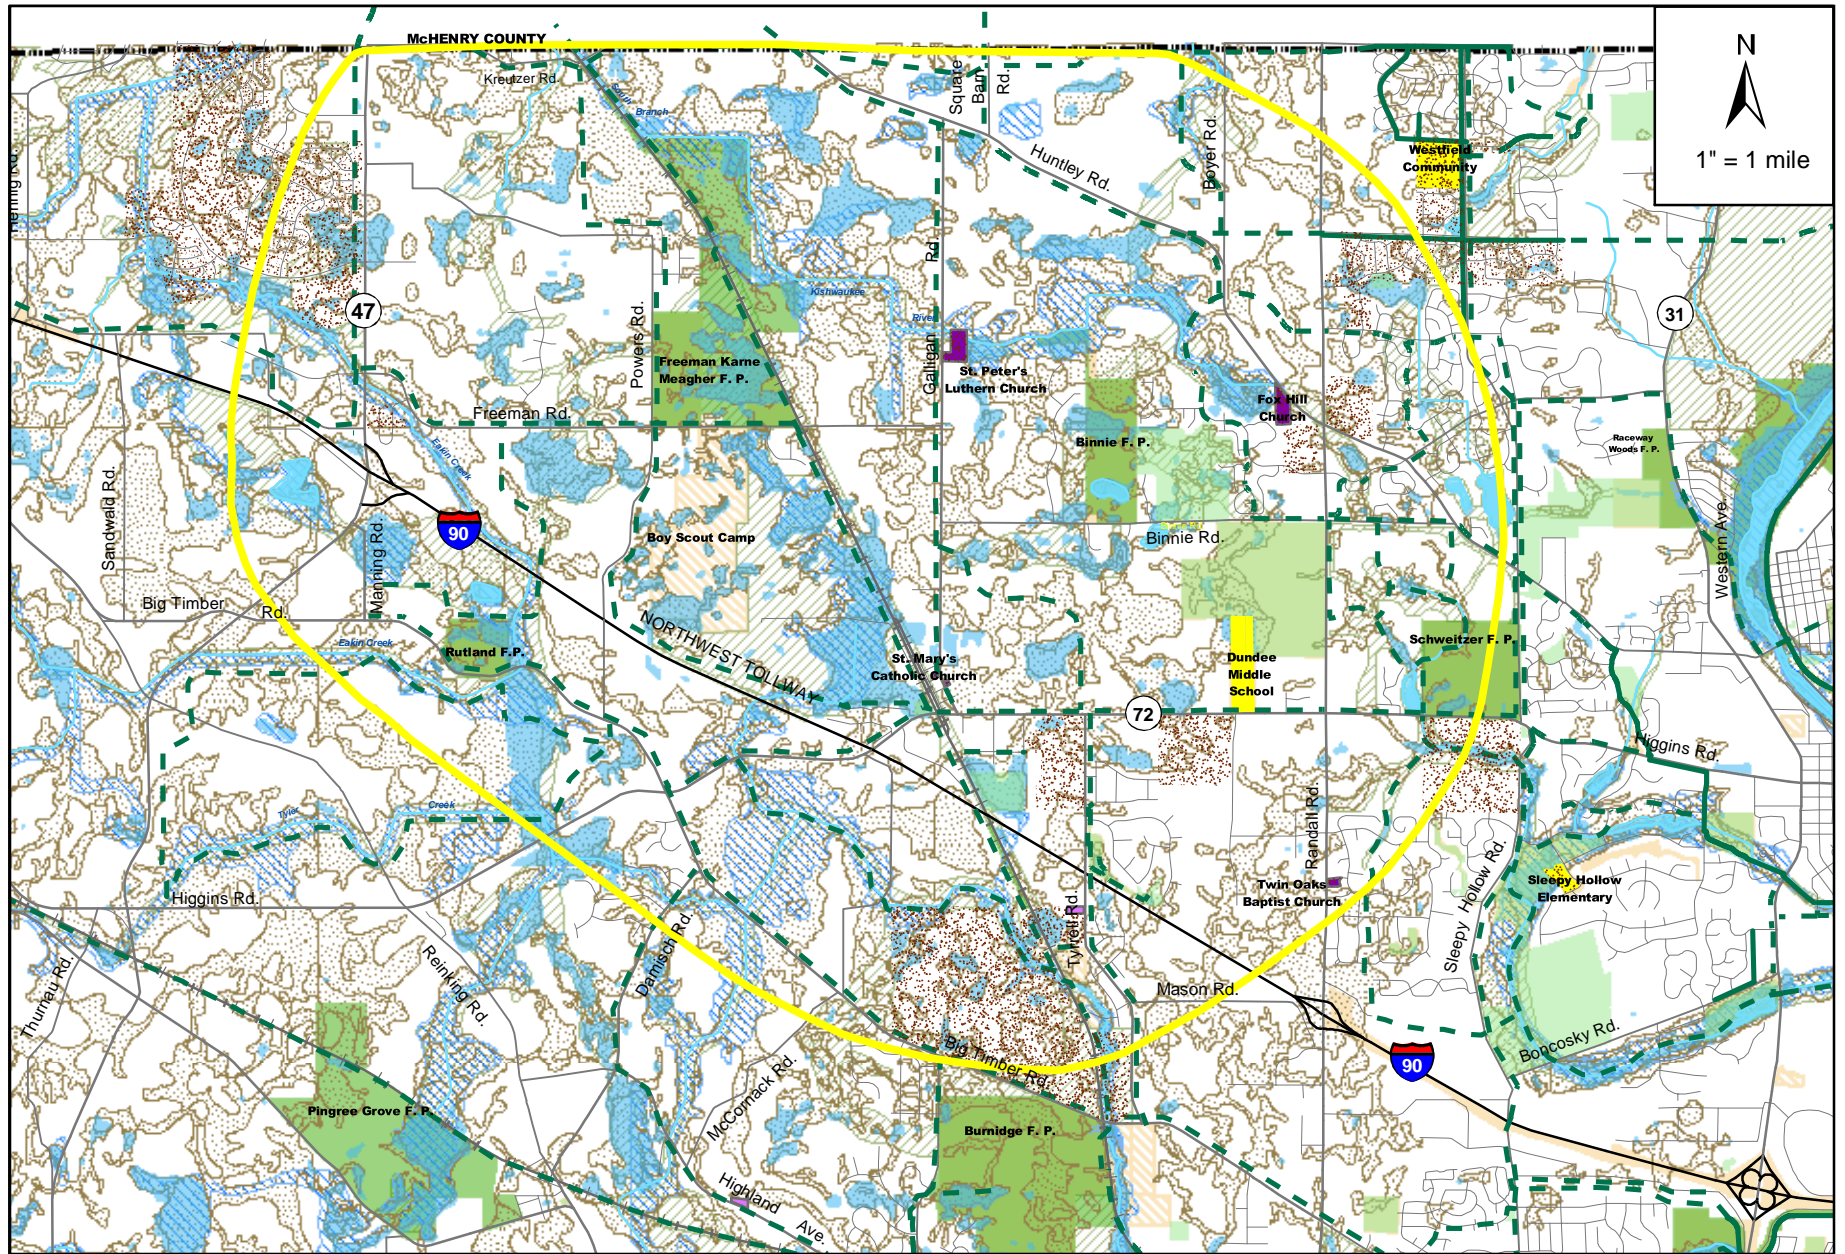 McHENRY COUNTY
Kreutzer Rd.
Square
Barn
Rd.
N
1" = 1 mile
South
Branch
Hennig Rd.
Huntley Rd.
Boyer Rd.
Westfield
Community
Galligan Rd
Kishwaukee
River
47
31
Powers Rd.
Freeman Karne
Meagher F. P.
St. Peter's
Luthern Church
Fox Hill
Church
Freeman Rd.
Binnie F. P.
Raceway
Woods F. P.
Eakin Creek
Sandwald Rd.
Manning Rd.
90
Boy Scout Camp
Binnie Rd.
Western Ave.
Big Timber Rd.
Eakin Creek
Rutland F.P.
NORTHWEST TOLLWAY
St. Mary's
Catholic Church
Dundee
Middle
School
Schweitzer F. P.
72
Higgins Rd.
Tyler
Creek
Randall Rd.
Sleepy Hollow Rd.
Twin Oaks
Baptist Church
Sleepy Hollow
Elementary
Higgins Rd.
Damisch Rd.
Tyrrell Rd.
Reinking Rd.
Thurnau Rd.
Mason Rd.
Boncosky Rd.
Big Timber Rd.
90
McCornack Rd.
Pingree Grove F. P.
Burnidge F. P.
Highland Ave.